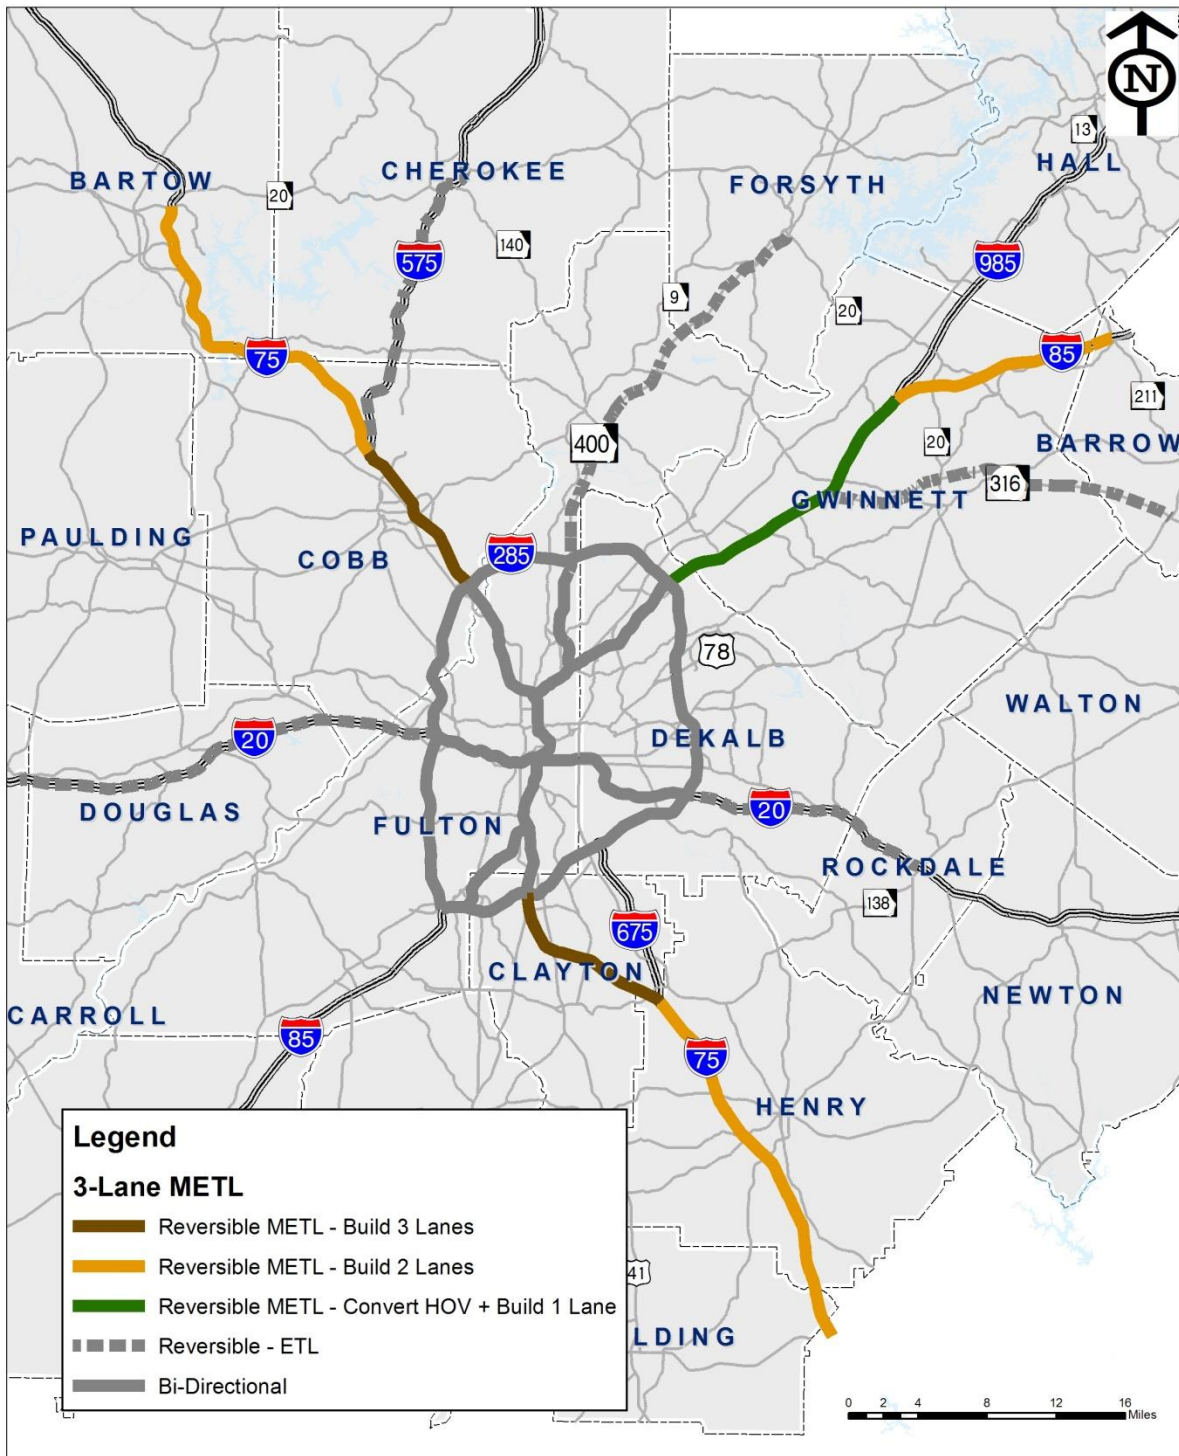 N
13
HALL
BARTOW
CHEROKEE
FORSYTH
20
140
575
985
9
20
75
85
211
400
20
BARROW
316
GWINNETT
PAULDING
COBB
285
78
WALTON
20
DEKALB
20
DOUGLAS
FULTON
ROCKDALE
138
675
CLAYTON
NEWTON
CARROLL
85
75
HENRY
Legend
3-Lane METL
Reversible METL - Build 3 Lanes
Reversible METL - Build 2 Lanes
41
Reversible METL - Convert HOV + Build 1 Lane
Reversible - ETL
LDING
Bi-Directional
0 2 4 8 12 16
Miles